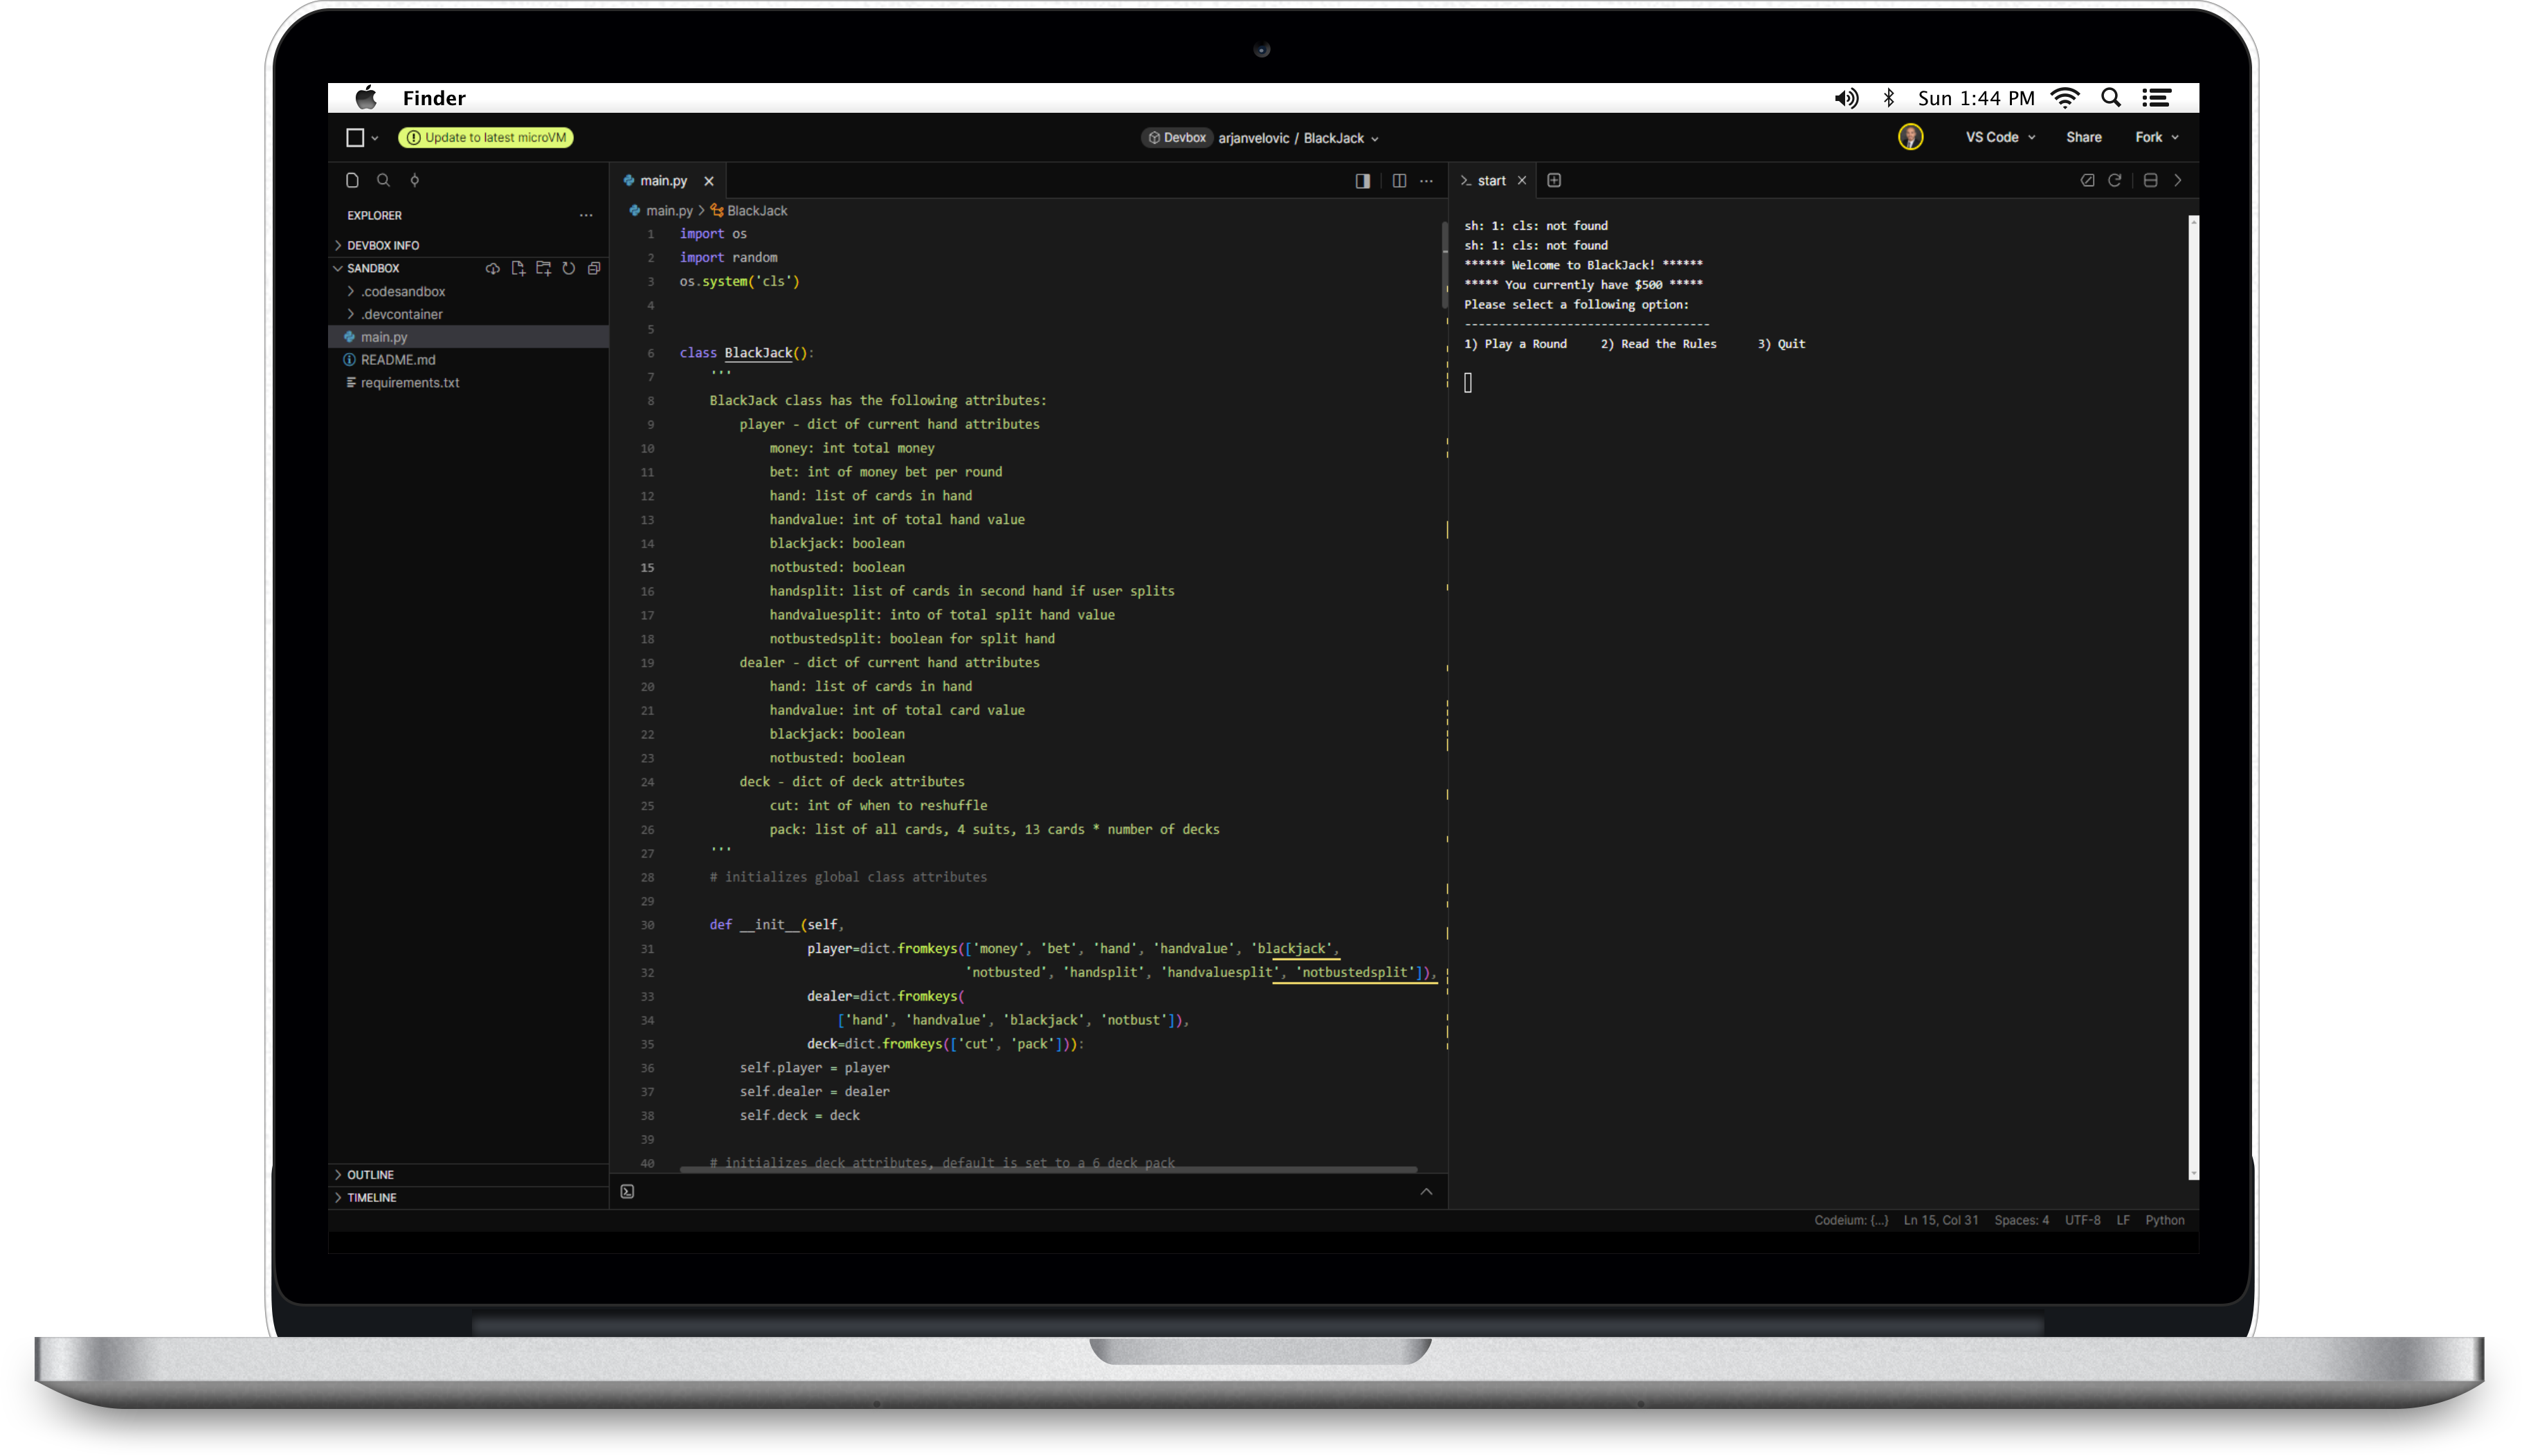 Finder
Sun 1:44 PM
Update to latest microVM
Devbox arjanvelovic / BlackJack
VS Code Share Fork
EXPLORER
DEVBOX INFO
SANDBOX
.codesandbox
.devcontainer
main.py
README.md
requirements.txt
OUTLINE
TIMELINE
main.py
main.py > BlackJack
1 import os
2 import random
3 os.system('cls')
4
5
6 class BlackJack():
7 '''
8 BlackJack class has the following attributes:
9 player - dict of current hand attributes
10 money: int total money
11 bet: int of money bet per round
12 hand: list of cards in hand
13 handvalue: int of total hand value
14 blackjack: boolean
15 notbusted: boolean
16 handsplit: list of cards in second hand if user splits
17 handvaluesplit: into of total split hand value
18 notbustedsplit: boolean for split hand
19 dealer - dict of current hand attributes
20 hand: list of cards in hand
21 handvalue: int of total card value
22 blackjack: boolean
23 notbusted: boolean
24 deck - dict of deck attributes
25 cut: int of when to reshuffle
26 pack: list of all cards, 4 suits, 13 cards * number of decks
27 '''
28 # initializes global class attributes
29
30 def __init__(self,
31 player=dict.fromkeys(['money', 'bet', 'hand', 'handvalue', 'blackjack',
32 'notbusted', 'handsplit', 'handvaluesplit', 'notbustedsplit']),
33 dealer=dict.fromkeys(
34 ['hand', 'handvalue', 'blackjack', 'notbust']),
35 deck=dict.fromkeys(['cut', 'pack'])):
36 self.player = player
37 self.dealer = dealer
38 self.deck = deck
39
40 # initializes deck attributes, default is set to a 6 deck pack
>_ start
sh: 1: cls: not found
sh: 1: cls: not found
****** Welcome to BlackJack! ******
***** You currently have $500 *****
Please select a following option:
------------------------------------
1) Play a Round 2) Read the Rules 3) Quit
Codeium: {...} Ln 15, Col 31 Spaces: 4 UTF-8 LF Python